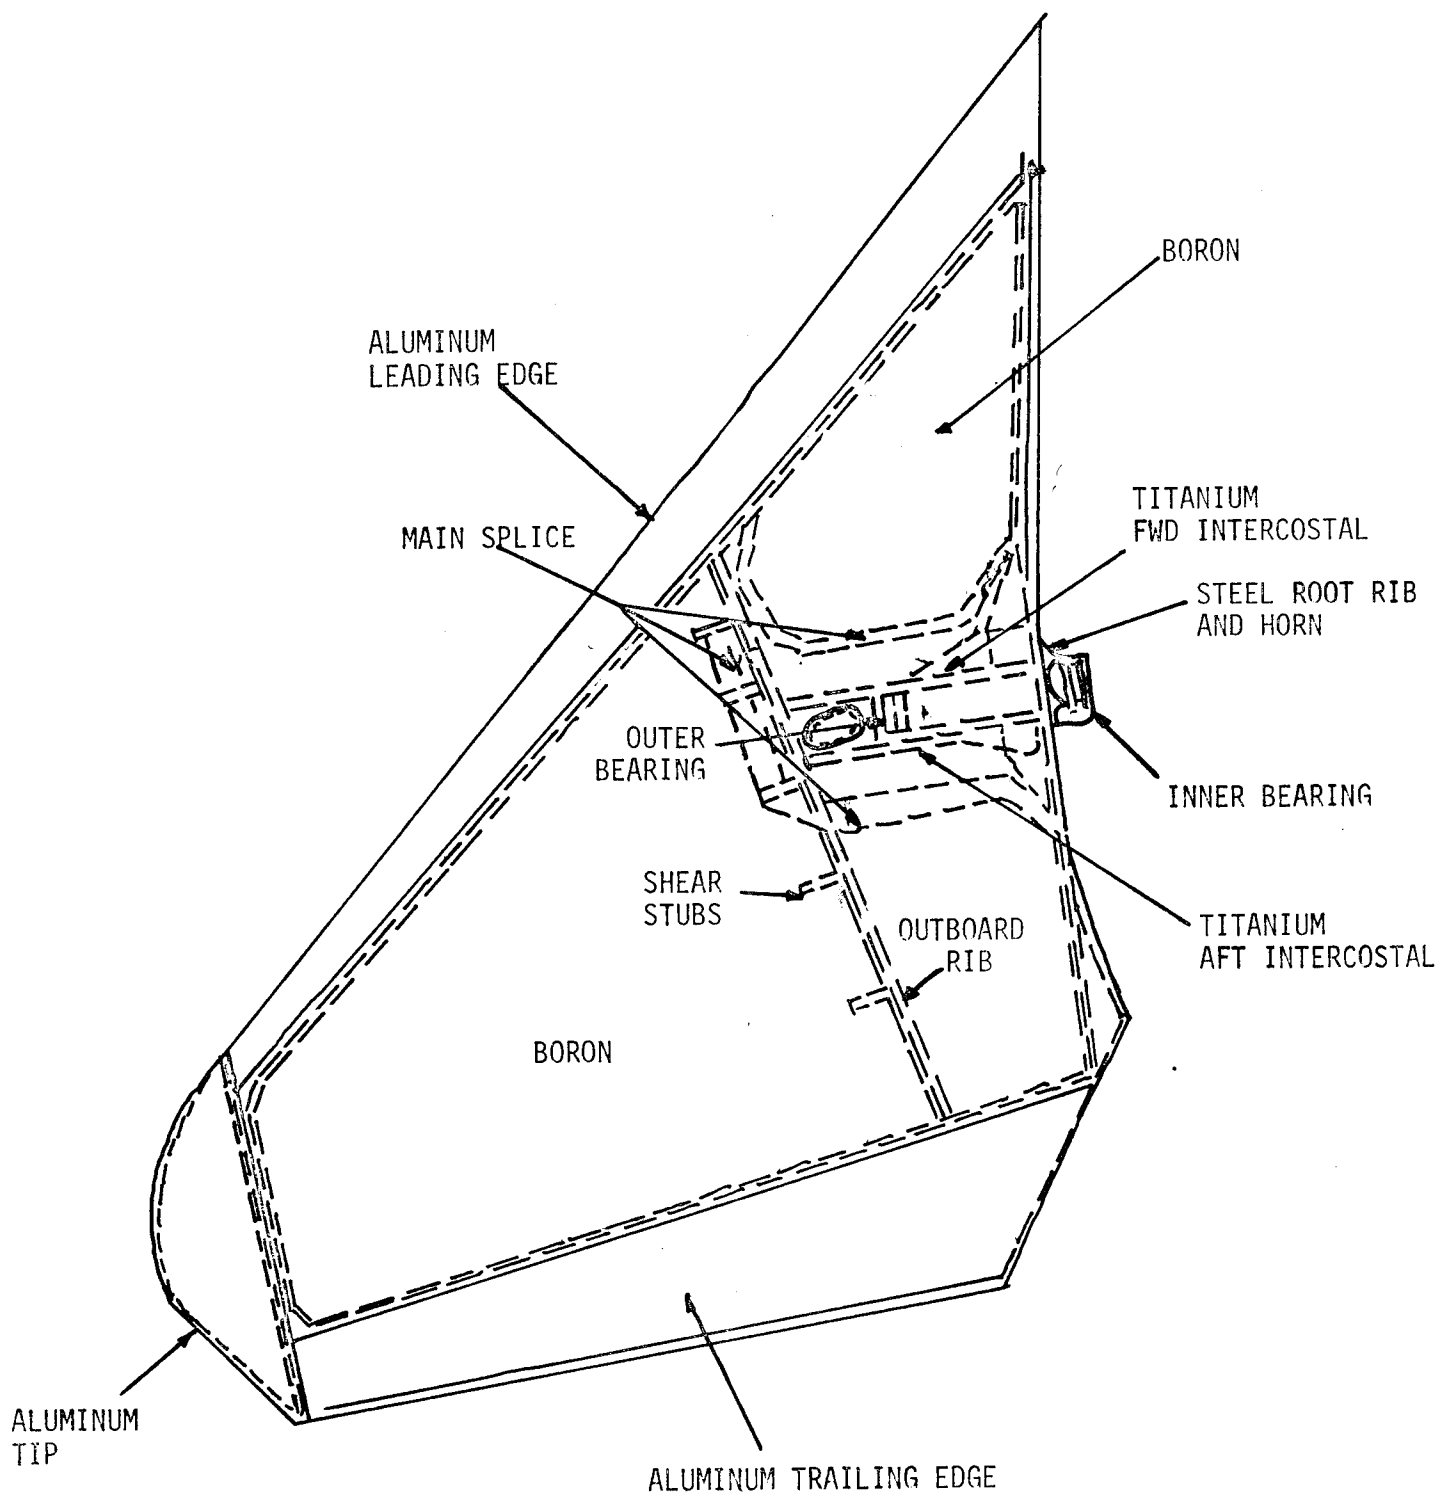 BORON
ALUMINUM
LEADING EDGE
TITANIUM
FWD INTERCOSTAL
MAIN SPLICE
STEEL ROOT RIB
AND HORN
OUTER
BEARING
INNER BEARING
SHEAR
STUBS
OUTBOARD
RIB
TITANIUM
AFT INTERCOSTAL
BORON
ALUMINUM
TIP
ALUMINUM TRAILING EDGE